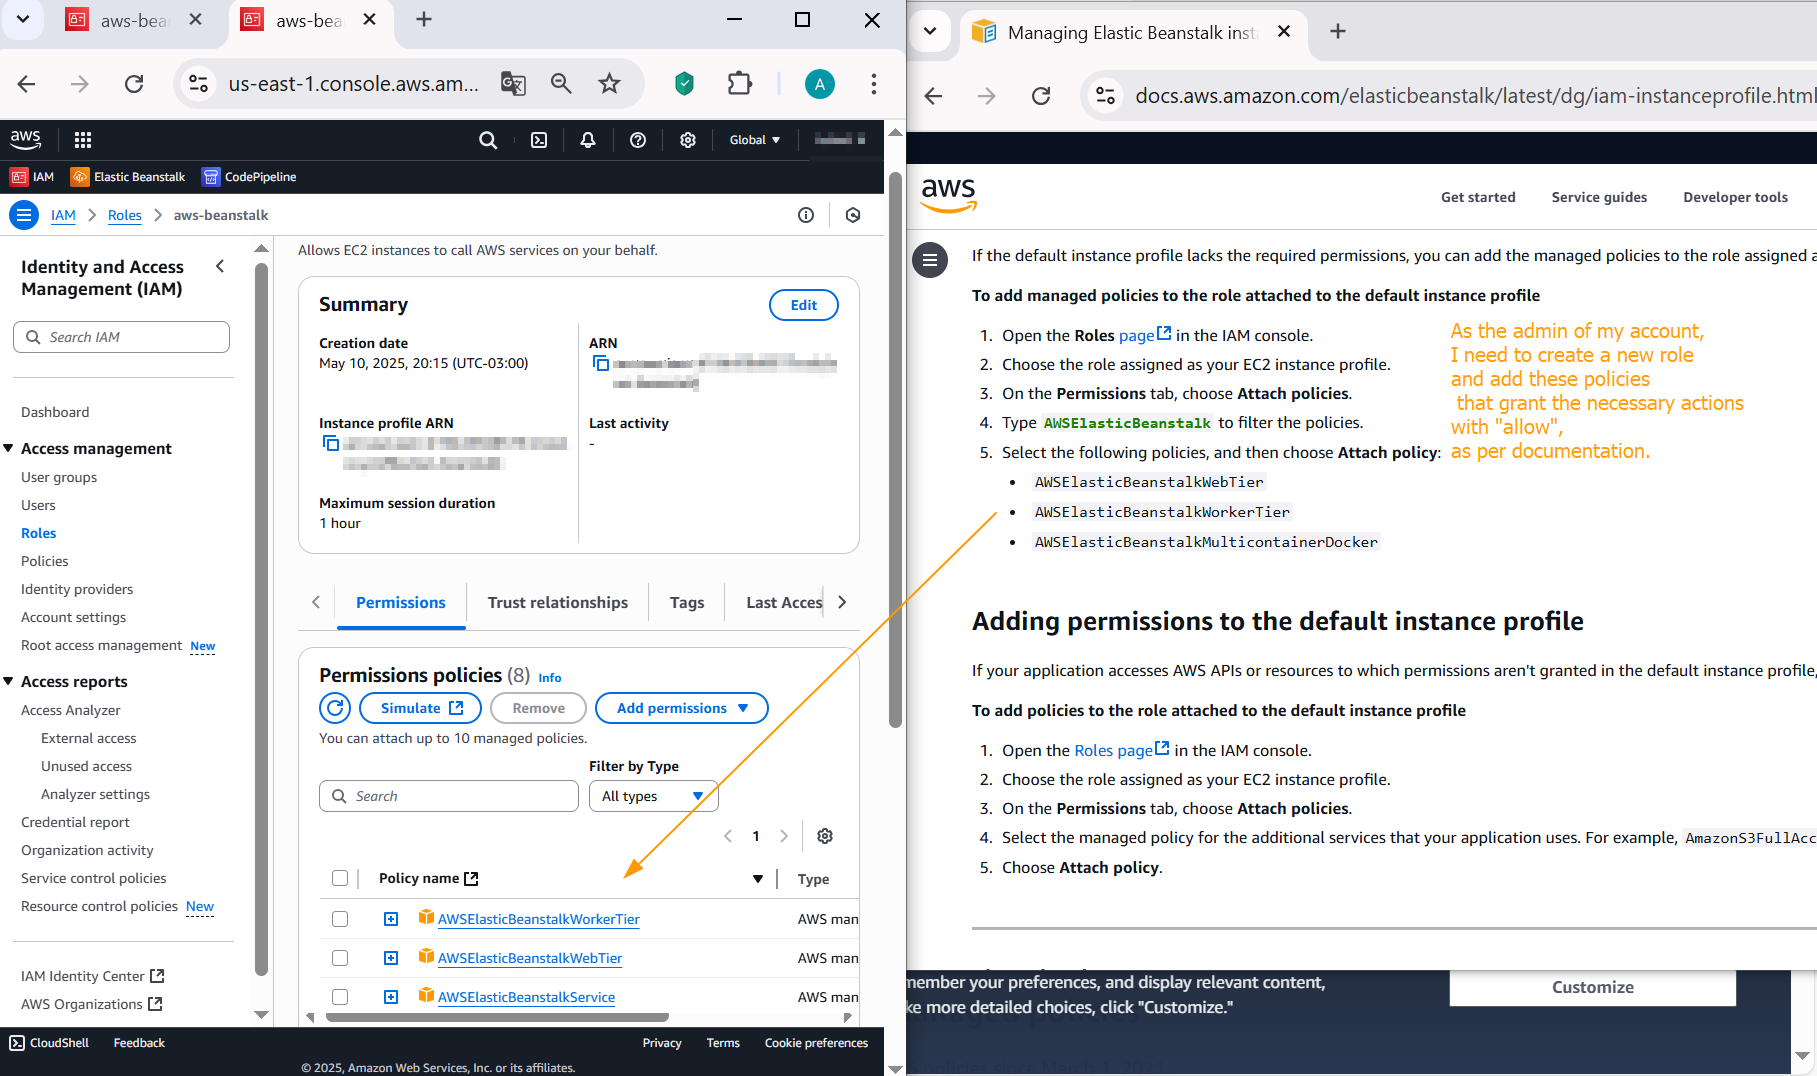 aws-bea
aws-bea
us-east-1.console.aws.am...
A
aws
Global
IAM
Elastic Beanstalk
CodePipeline
IAM
Roles
aws-beanstalk
Identity and Access
Management (IAM)
Search IAM
Dashboard
Access management
User groups
Users
Roles
Policies
Identity providers
Account settings
Root access management New
Access reports
Access Analyzer
External access
Unused access
Analyzer settings
Credential report
Organization activity
Service control policies
Resource control policies New
IAM Identity Center
AWS Organizations
Allows EC2 instances to call AWS services on your behalf.
Summary
Edit
Creation date
May 10, 2025, 20:15 (UTC-03:00)
ARN
Instance profile ARN
Last activity
-
Maximum session duration
1 hour
Permissions
Trust relationships
Tags
Last Acces
Permissions policies (8) Info
Simulate
Remove
Add permissions
You can attach up to 10 managed policies.
Filter by Type
Search
All types
1
Policy name
Type
AWSElasticBeanstalkWorkerTier
AWS man
AWSElasticBeanstalkWebTier
AWS man
AWSElasticBeanstalkService
AWS man
CloudShell
Feedback
Privacy
Terms
Cookie preferences
© 2025, Amazon Web Services, Inc. or its affiliates.
Managing Elastic Beanstalk inst
docs.aws.amazon.com/elasticbeanstalk/latest/dg/iam-instanceprofile.html
aws
Get started
Service guides
Developer tools
If the default instance profile lacks the required permissions, you can add the managed policies to the role assigned a
To add managed policies to the role attached to the default instance profile
1. Open the Roles page in the IAM console.
2. Choose the role assigned as your EC2 instance profile.
3. On the Permissions tab, choose Attach policies.
4. Type AWSElasticBeanstalk to filter the policies.
5. Select the following policies, and then choose Attach policy:
• AWSElasticBeanstalkWebTier
• AWSElasticBeanstalkWorkerTier
• AWSElasticBeanstalkMulticontainerDocker
As the admin of my account,
I need to create a new role
and add these policies
that grant the necessary actions
with "allow",
as per documentation.
Adding permissions to the default instance profile
If your application accesses AWS APIs or resources to which permissions aren't granted in the default instance profile,
To add policies to the role attached to the default instance profile
1. Open the Roles page in the IAM console.
2. Choose the role assigned as your EC2 instance profile.
3. On the Permissions tab, choose Attach policies.
4. Select the managed policy for the additional services that your application uses. For example, AmazonS3FullAcc
5. Choose Attach policy.
member your preferences, and display relevant content,
ke more detailed choices, click "Customize."
Customize